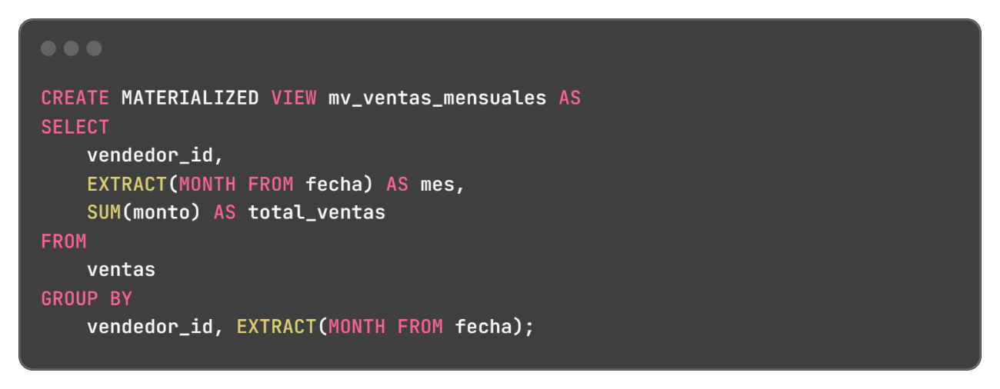 CREATE MATERIALIZED VIEW mv_ventas_mensuales AS
SELECT
    vendedor_id,
    EXTRACT(MONTH FROM fecha) AS mes,
    SUM(monto) AS total_ventas
FROM
    ventas
GROUP BY
    vendedor_id, EXTRACT(MONTH FROM fecha);